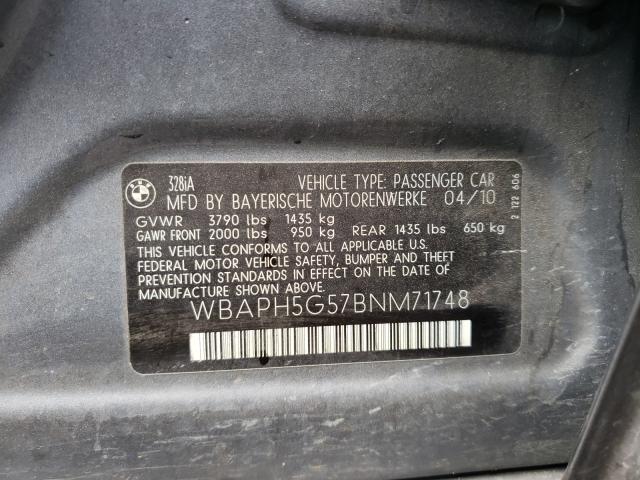 BMW 328iA VEHICLE TYPE: PASSENGER CAR
MFD BY BAYERISCHE MOTORENWERKE 04/10
GVWR 3790 lbs 1435 kg
GAWR FRONT 2000 lbs 950 kg REAR 1435 lbs 650 kg
THIS VEHICLE CONFORMS TO ALL APPLICABLE U.S.
FEDERAL MOTOR VEHICLE SAFETY, BUMPER AND THEFT
PREVENTION STANDARDS IN EFFECT ON THE DATE OF
MANUFACTURE SHOWN ABOVE.
WBAPH5G57BNM71748
2 122 606